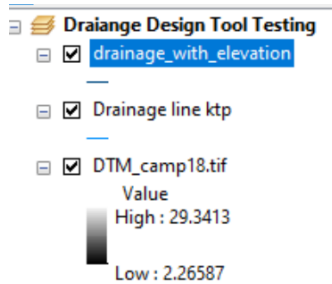 Draiange Design Tool Testing
drainage_with_elevation
Drainage line ktp
DTM_camp18.tif
Value
High : 29.3413
Low : 2.26587